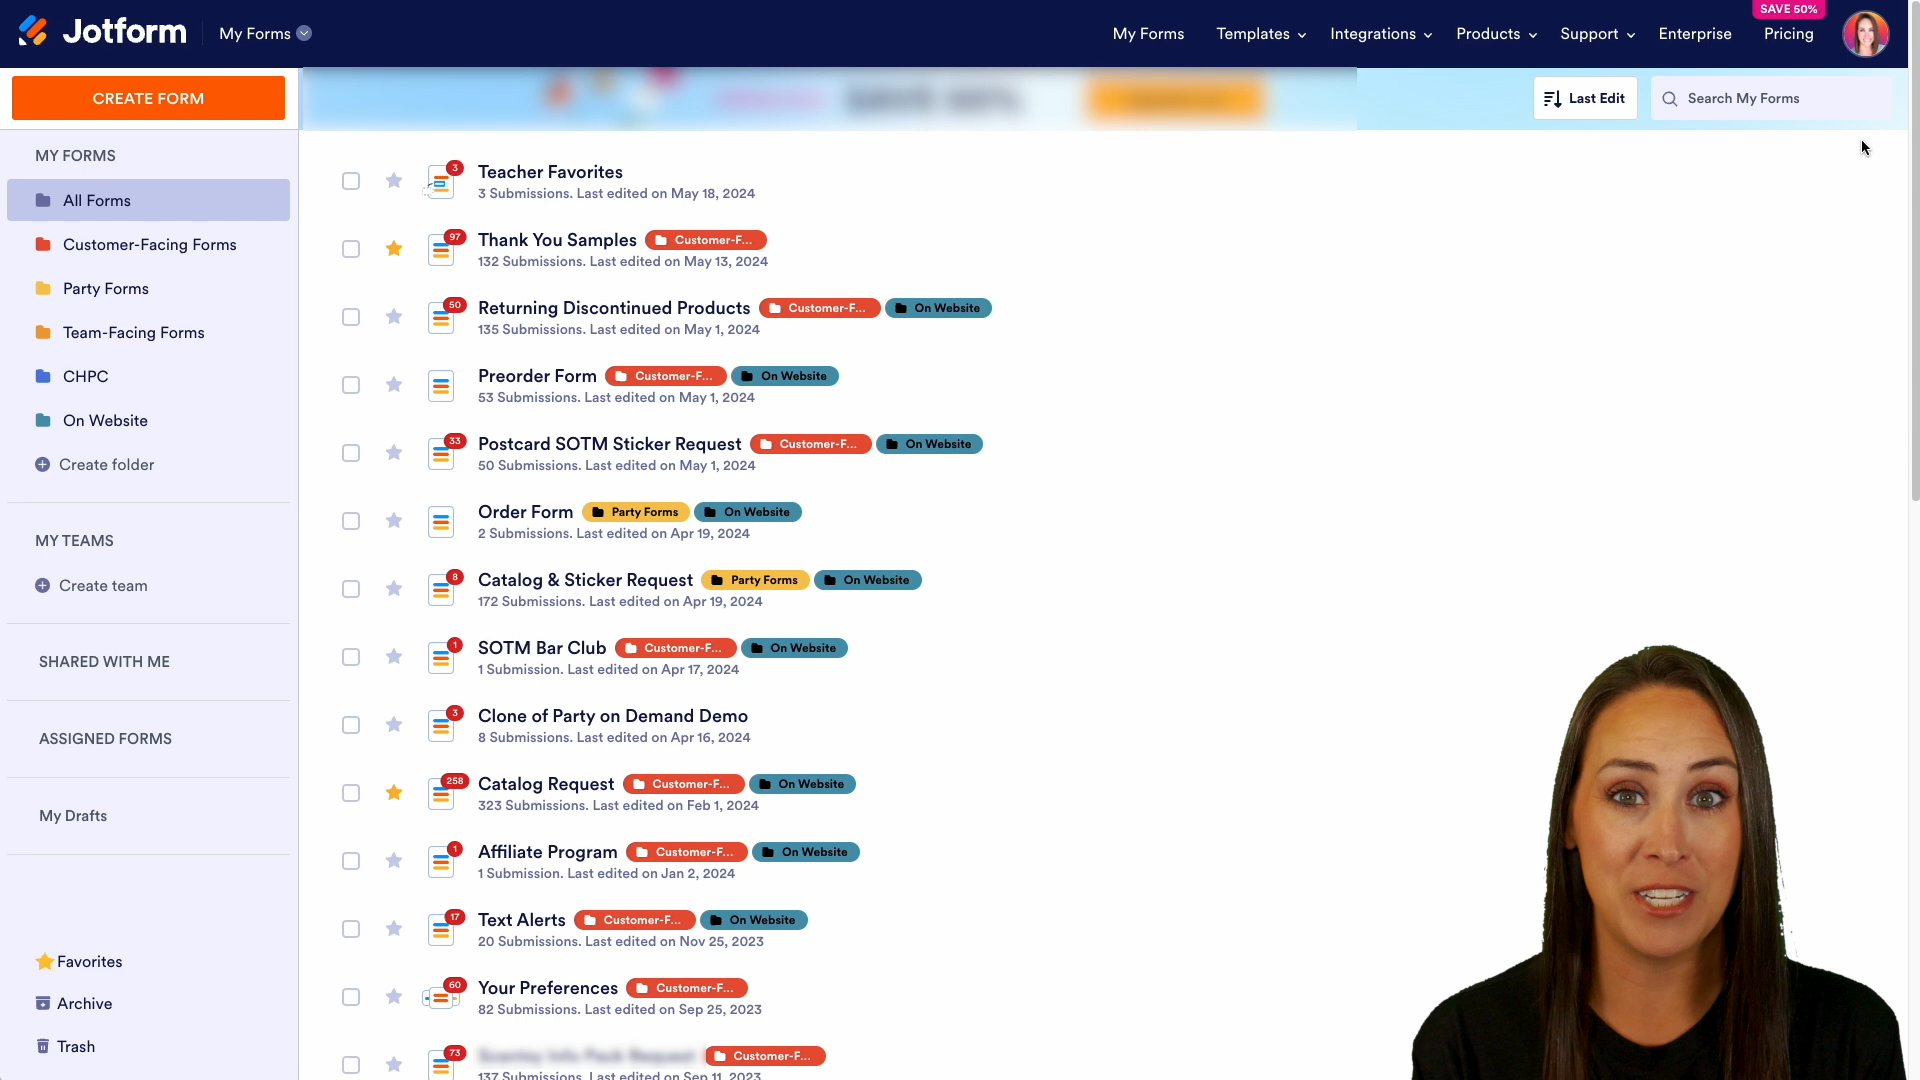 Jotform
My Forms
My Forms
Templates
Integrations
Products
Support
Enterprise
SAVE 50%
Pricing
CREATE FORM
SAVE 50%
Last Edit
Search My Forms
MY FORMS
All Forms
Customer-Facing Forms
Party Forms
Team-Facing Forms
CHPC
On Website
Create folder
MY TEAMS
Create team
SHARED WITH ME
ASSIGNED FORMS
My Drafts
Favorites
Archive
Trash
3
Teacher Favorites
3 Submissions. Last edited on May 18, 2024
97
Thank You Samples Customer-F...
132 Submissions. Last edited on May 13, 2024
50
Returning Discontinued Products Customer-F... On Website
135 Submissions. Last edited on May 1, 2024
Preorder Form Customer-F... On Website
53 Submissions. Last edited on May 1, 2024
33
Postcard SOTM Sticker Request Customer-F... On Website
50 Submissions. Last edited on May 1, 2024
Order Form Party Forms On Website
2 Submissions. Last edited on Apr 19, 2024
8
Catalog & Sticker Request Party Forms On Website
172 Submissions. Last edited on Apr 19, 2024
1
SOTM Bar Club Customer-F... On Website
1 Submission. Last edited on Apr 17, 2024
3
Clone of Party on Demand Demo
8 Submissions. Last edited on Apr 16, 2024
258
Catalog Request Customer-F... On Website
323 Submissions. Last edited on Feb 1, 2024
1
Affiliate Program Customer-F... On Website
1 Submission. Last edited on Jan 2, 2024
17
Text Alerts Customer-F... On Website
20 Submissions. Last edited on Nov 25, 2023
60
Your Preferences Customer-F...
82 Submissions. Last edited on Sep 25, 2023
73
Customer-F...
137 Submissions. Last edited on Sep 11, 2023